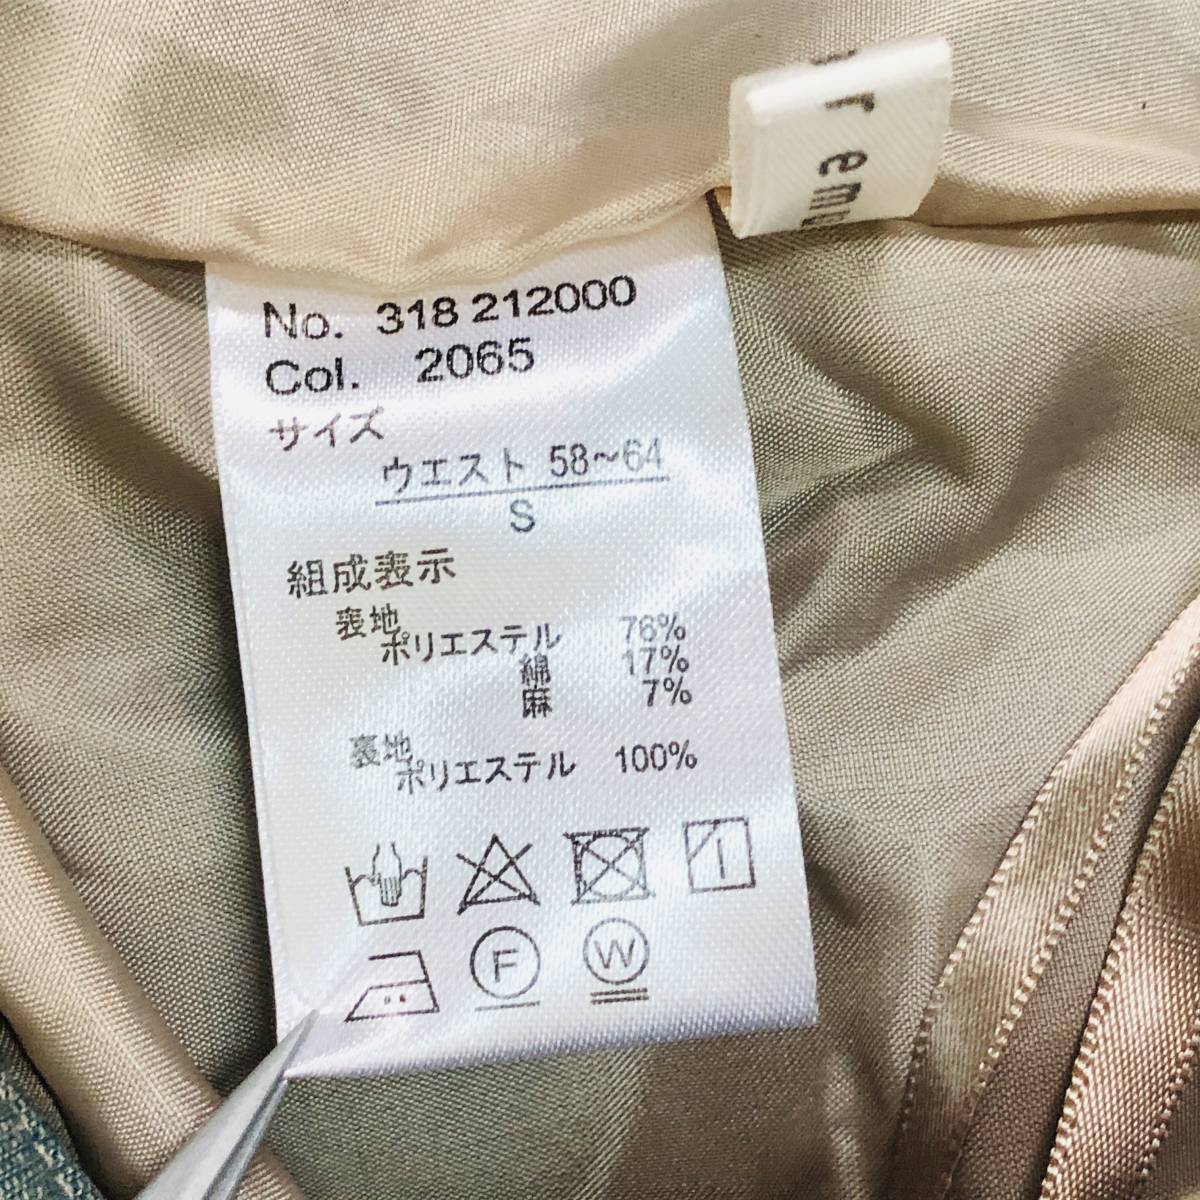 r emu
No. 318 212000
Col. 2065
サイズ
ウエスト 58~64
S
組成表示
表地
ポリエステル 76%
綿 17%
麻 7%
裏地
ポリエステル 100%
F W